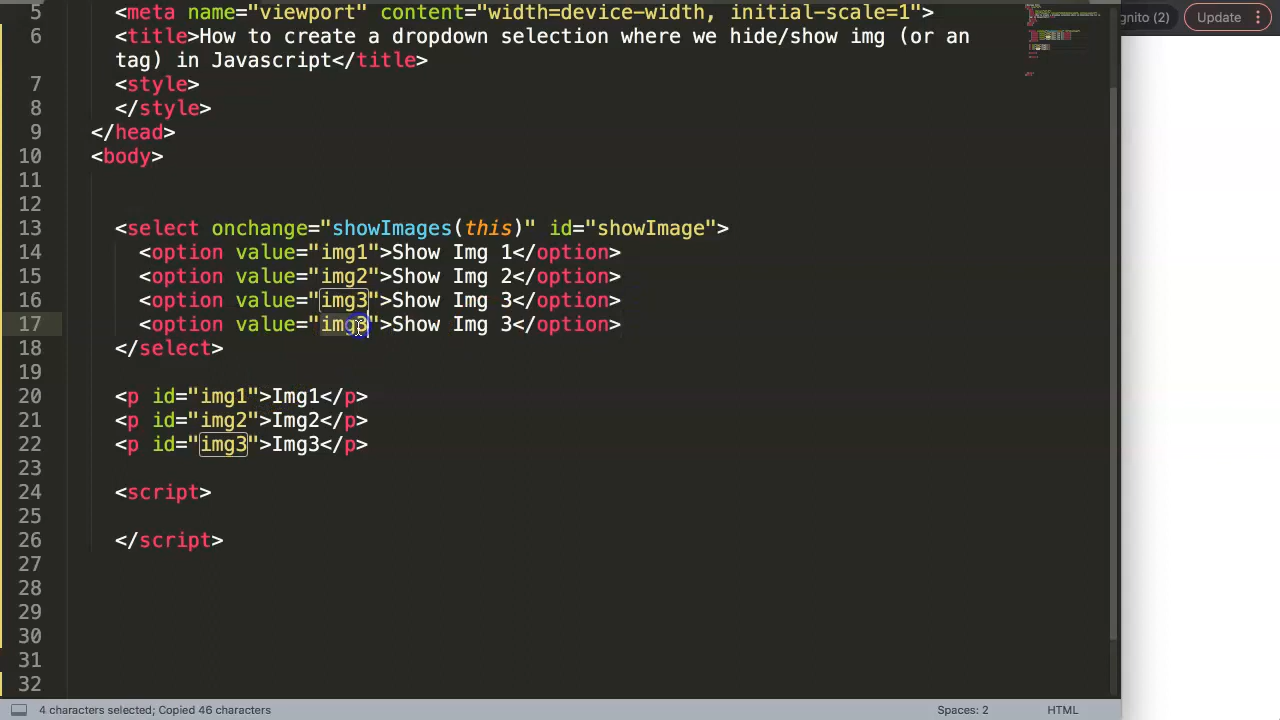 5 <meta name="viewport" content="width=device-width, initial-scale=1">
gnito (2) Update
6 <title>How to create a dropdown selection where we hide/show img (or an
tag) in Javascript</title>
7 <style>
8 </style>
9 </head>
10 <body>
11
12
13 <select onchange="showImages(this)" id="showImage">
14 <option value="img1">Show Img 1</option>
15 <option value="img2">Show Img 2</option>
16 <option value="img3">Show Img 3</option>
17 <option value="img3">Show Img 3</option>
18 </select>
19
20 <p id="img1">Img1</p>
21 <p id="img2">Img2</p>
22 <p id="img3">Img3</p>
23
24 <script>
25
26 </script>
27
28
29
30
31
32
4 characters selected; Copied 46 characters Spaces: 2 HTML